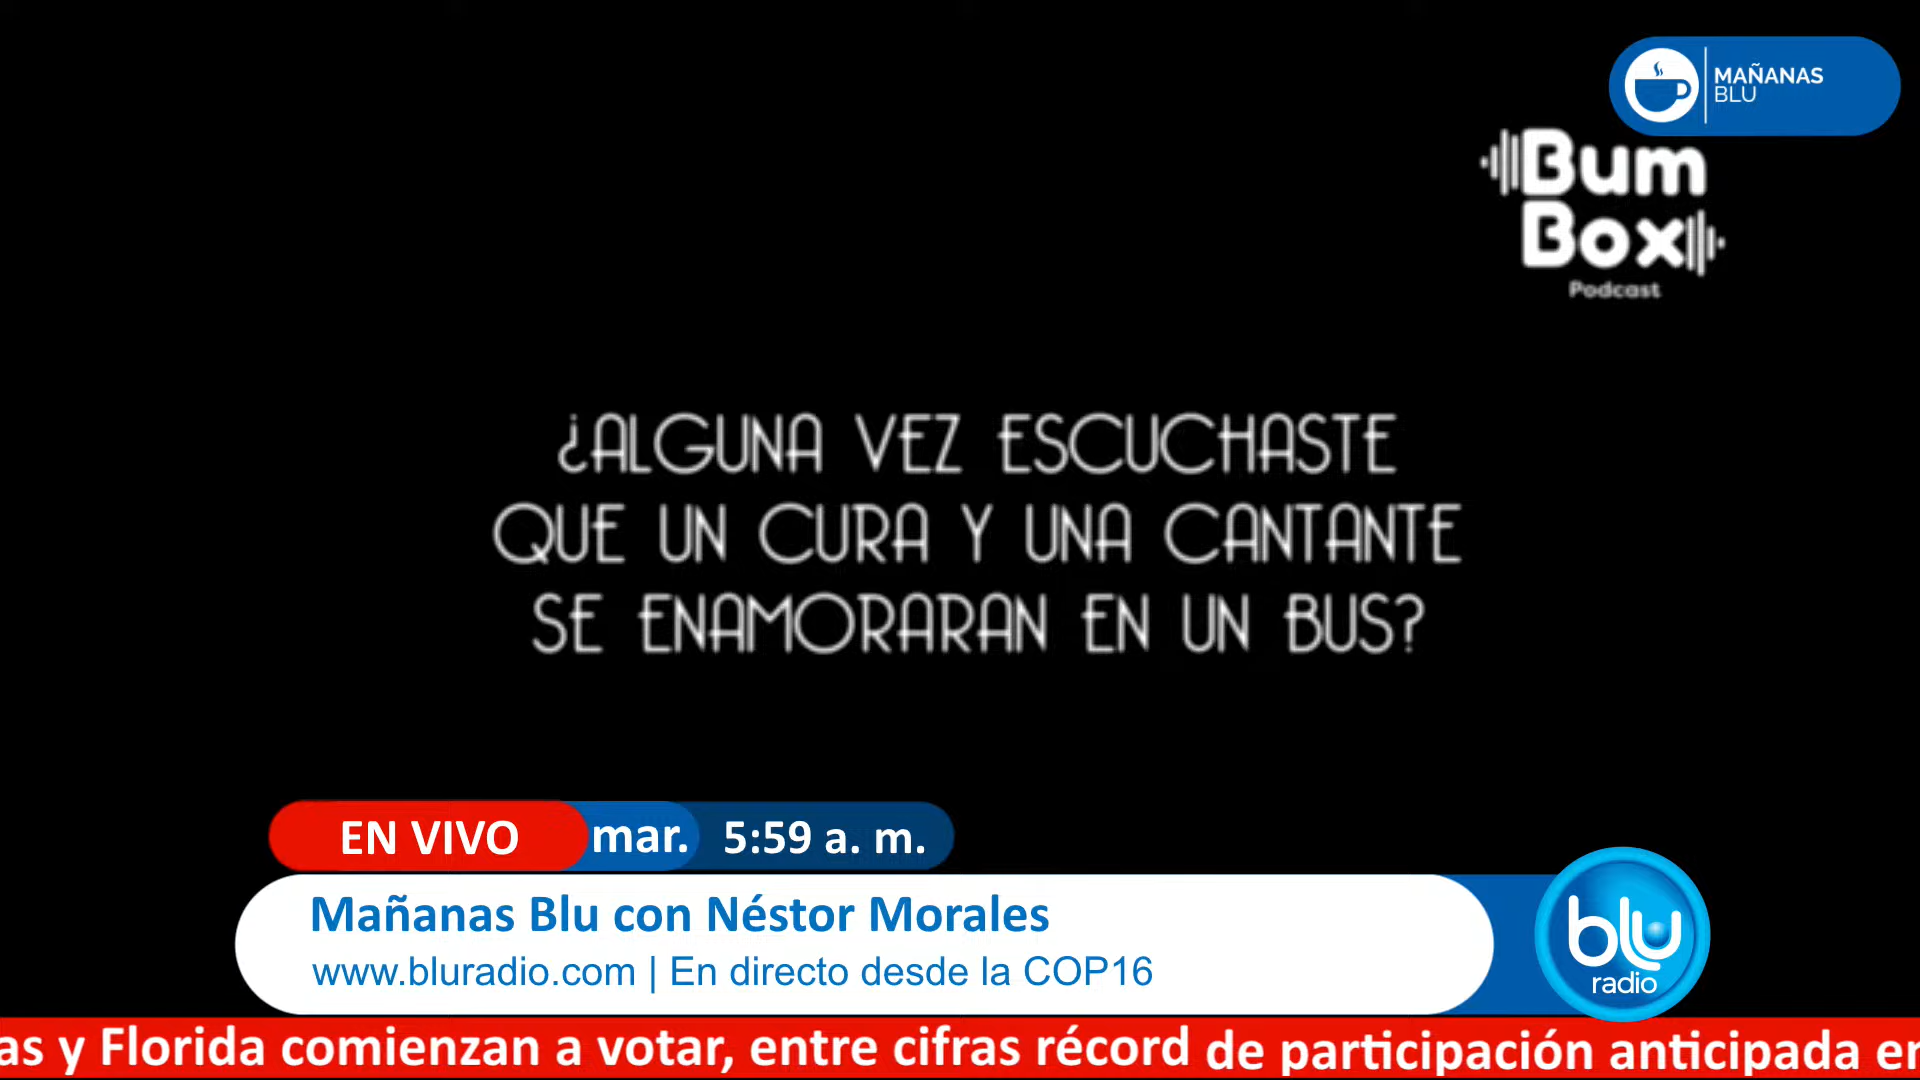 MAÑANAS
BLU
Bum
Box
Podcast
¿ALGUNA VEZ ESCUCHASTE
QUE UN CURA Y UNA CANTANTE
SE ENAMORARAN EN UN BUS?
EN VIVO mar. 5:59 a. m.
Mañanas Blu con Néstor Morales
www.bluradio.com | En directo desde la COP16
blu
radio
as y Florida comienzan a votar, entre cifras récord de participación anticipada en